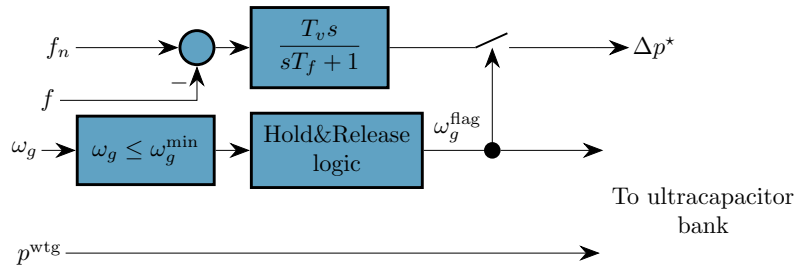 f_n
T_v s
sT_f + 1
Δp⋆
−
f
ω_g
ω_g ≤ ω_g^min
Hold&Release
logic
ω_g^flag
To ultracapacitor
bank
p^wtg